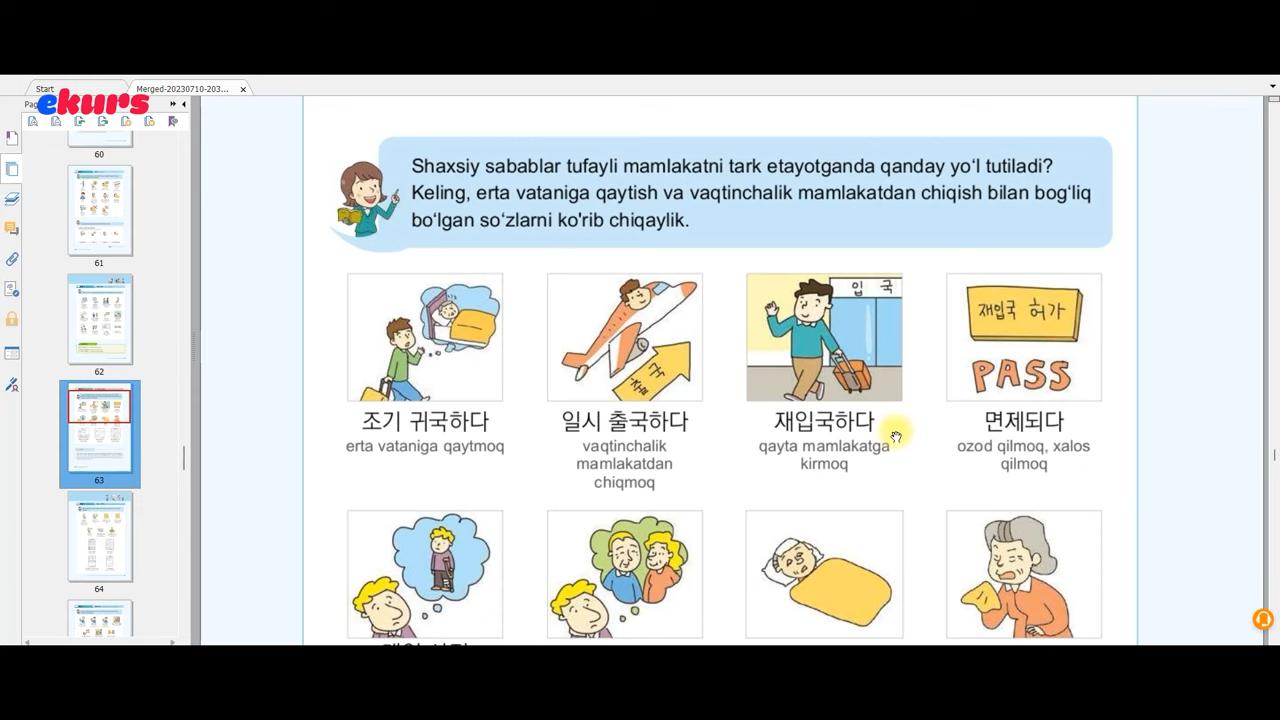 Start
Merged-20230710-203...
ekurs
60
61
62
63
64
Shaxsiy sabablar tufayli mamlakatni tark etayotganda qanday yo‘l tutiladi?
Keling, erta vataniga qaytish va vaqtinchalik mamlakatdan chiqish bilan bog‘liq
bo‘lgan so‘zlarni ko'rib chiqaylik.
출국
입 국
재입국 허가
PASS
조기 귀국하다
erta vataniga qaytmoq
일시 출국하다
vaqtinchalik
mamlakatdan
chiqmoq
재입국하다
qayta mamlakatga
kirmoq
면제되다
ozod qilmoq, xalos
qilmoq